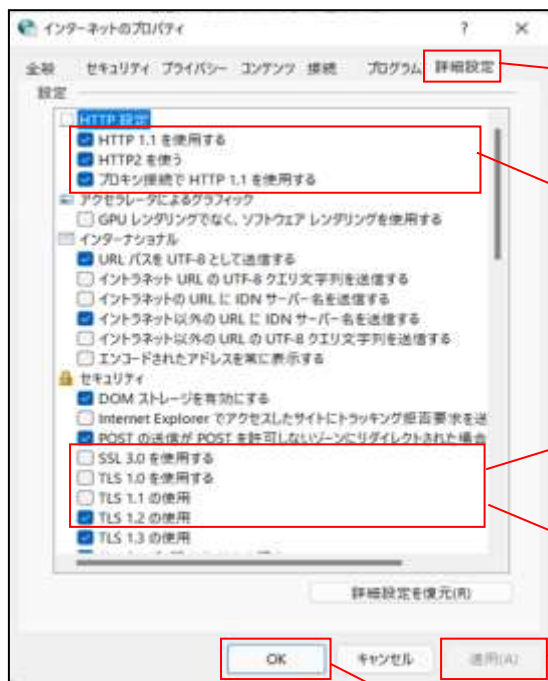 インターネットのプロパティ ? ×
全般 セキュリティ プライバシー コンテンツ 接続 プログラム 詳細設定
設定
HTTP 設定
HTTP 1.1 を使用する
HTTP2 を使う
プロキシ接続で HTTP 1.1 を使用する
アクセラレータによるグラフィック
GPU レンダリングでなく、ソフトウェア レンダリングを使用する
インターナショナル
URL パスを UTF-8 として送信する
イントラネット URL の UTF-8 クエリ文字列を送信する
イントラネットの URL に IDN サーバー名を送信する
イントラネット以外の URL に IDN サーバー名を送信する
イントラネット以外の URL の UTF-8 クエリ文字列を送信する
エンコードされたアドレスを常に表示する
セキュリティ
DOM ストレージを有効にする
Internet Explorer でアクセスしたサイトにトラッキング拒否要求を送
POST の送信が POST を許可しないゾーンにリダイレクトされた場合
SSL 3.0 を使用する
TLS 1.0 を使用する
TLS 1.1 の使用
TLS 1.2 の使用
TLS 1.3 の使用
詳細設定を復元(R)
OK キャンセル 適用(A)